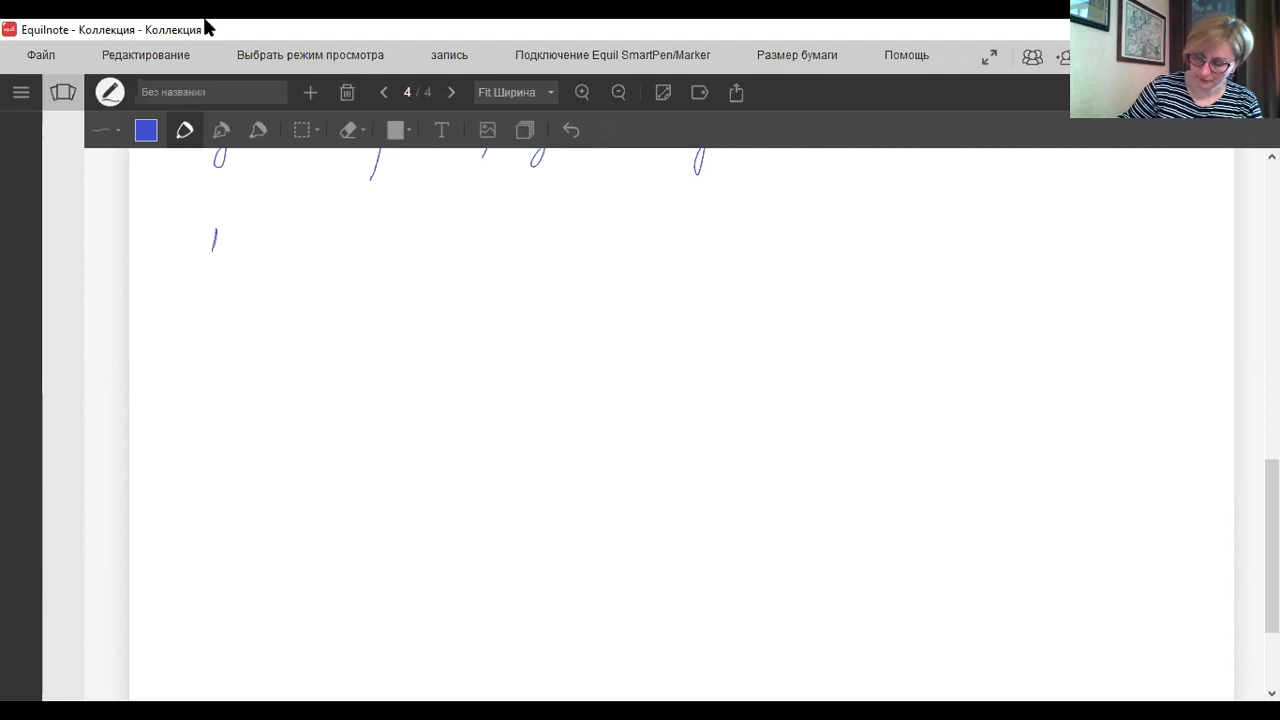 Equilnote - Коллекция - Коллекция
Файл Редактирование Выбрать режим просмотра запись Подключение Equil SmartPen/Marker Размер бумаги Помощь
Без названия 4 / 4 Fit Ширина
T